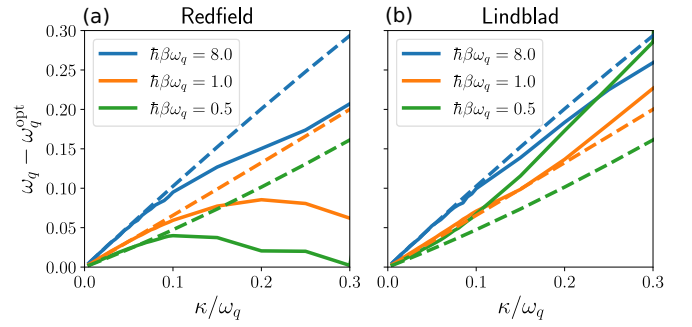 (a) Redfield
(b) Lindblad
ω_q − ω_q^opt
0.30
0.25
0.20
0.15
0.10
0.05
0.00
ħβω_q = 8.0
ħβω_q = 1.0
ħβω_q = 0.5
0.0 0.1 0.2 0.3
κ/ω_q
ħβω_q = 8.0
ħβω_q = 1.0
ħβω_q = 0.5
0.0 0.1 0.2 0.3
κ/ω_q